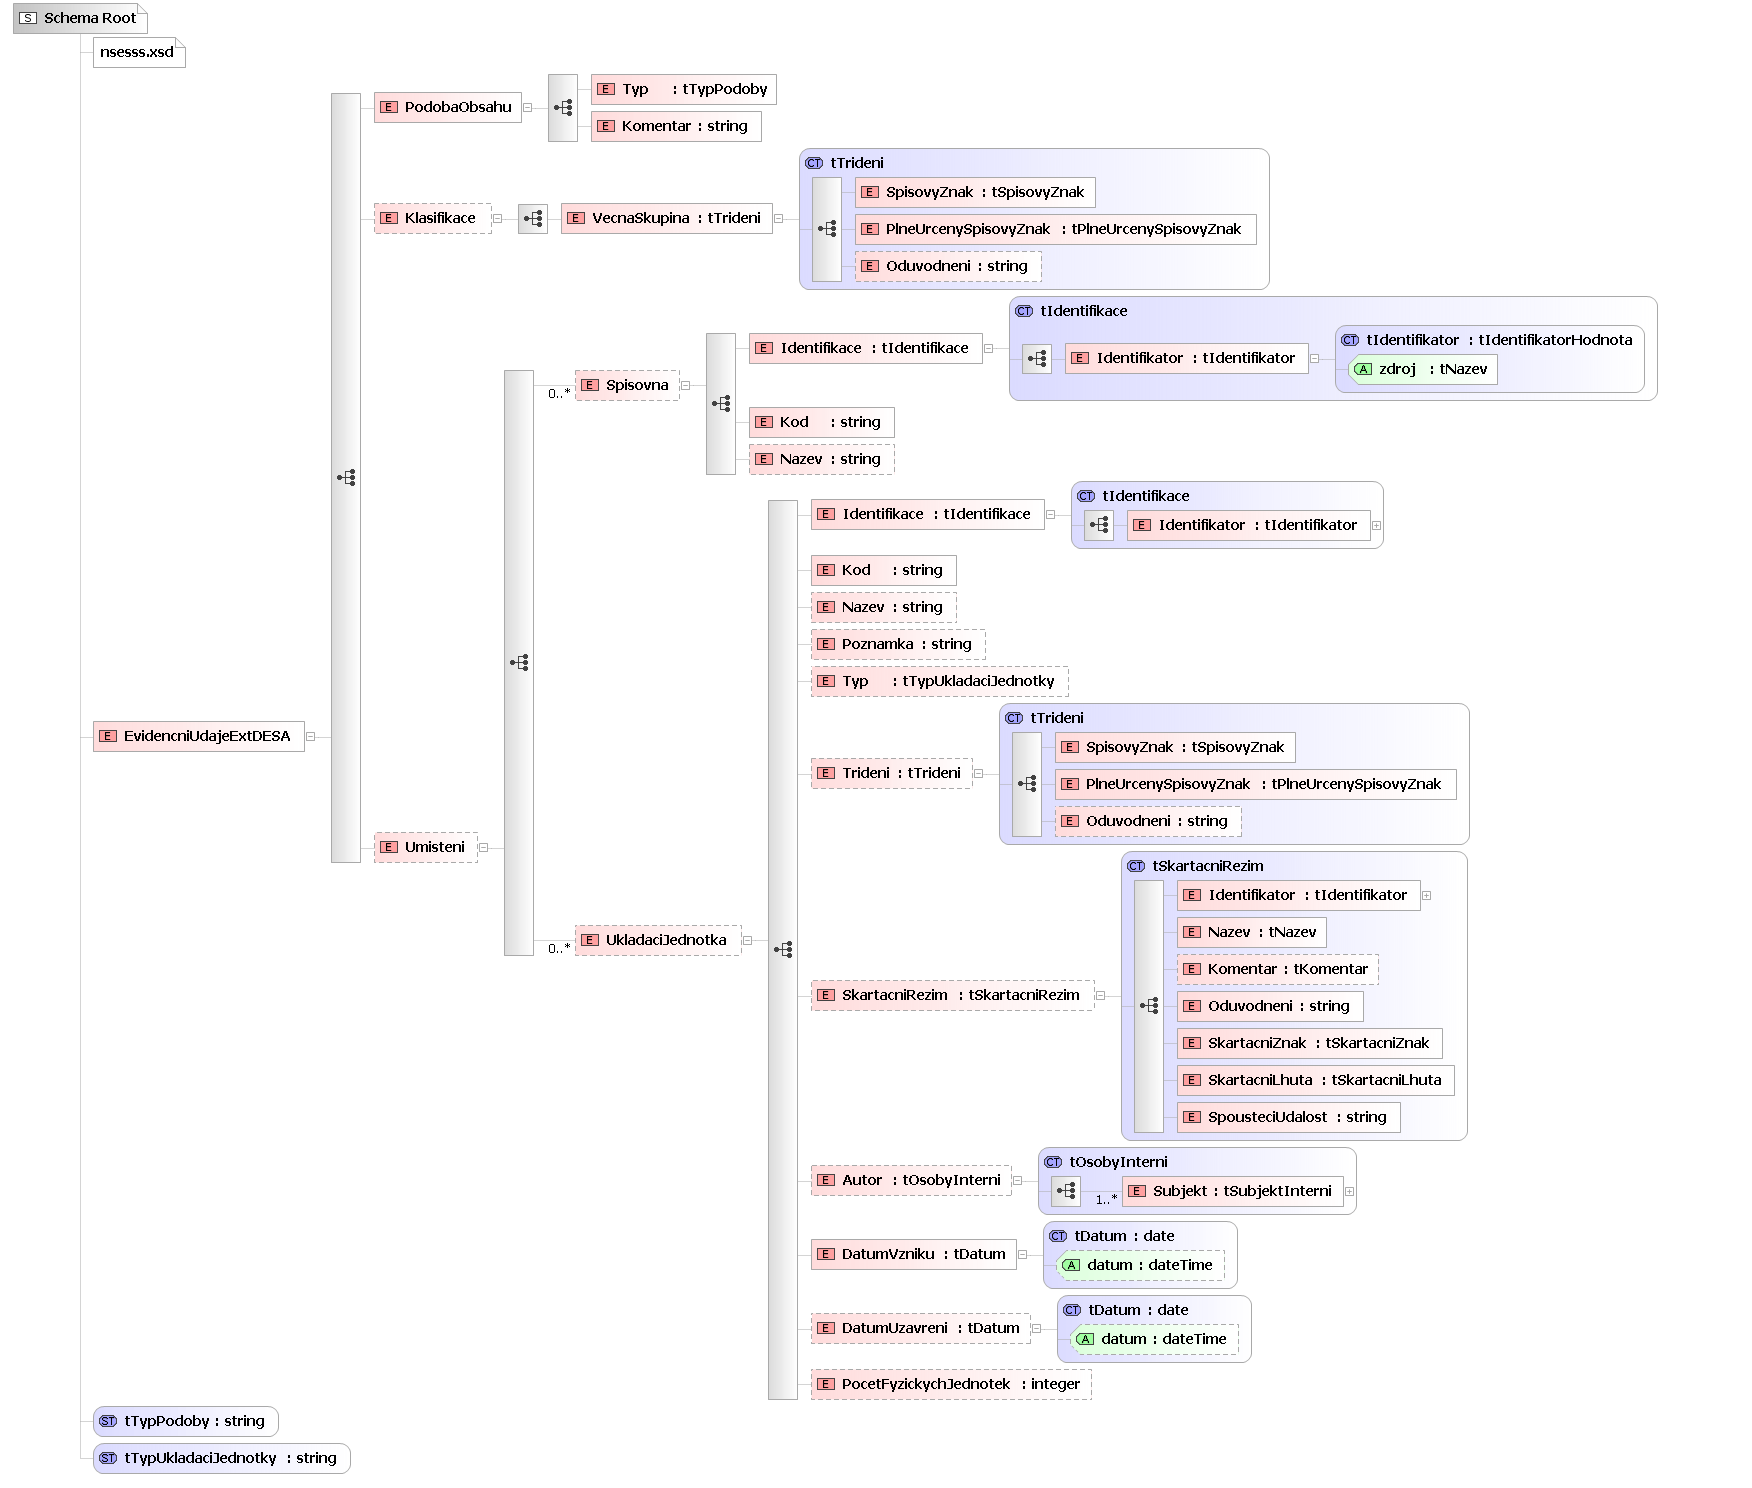 S Schema Root
nsesss.xsd
E EvidencniUdajeExtDESA
E PodobaObsahu
E Typ : tTypPodoby
E Komentar : string
E Klasifikace
E VecnaSkupina : tTrideni
CT tTrideni
E SpisovyZnak : tSpisovyZnak
E PlneUrcenySpisovyZnak : tPlneUrcenySpisovyZnak
E Oduvodneni : string
E Umisteni
0..* E Spisovna
E Identifikace : tIdentifikace
CT tIdentifikace
E Identifikator : tIdentifikator
CT tIdentifikator : tIdentifikatorHodnota
A zdroj : tNazev
E Kod : string
E Nazev : string
0..* E UkladaciJednotka
E Identifikace : tIdentifikace
CT tIdentifikace
E Identifikator : tIdentifikator
E Kod : string
E Nazev : string
E Poznamka : string
E Typ : tTypUkladaciJednotky
E Trideni : tTrideni
CT tTrideni
E SpisovyZnak : tSpisovyZnak
E PlneUrcenySpisovyZnak : tPlneUrcenySpisovyZnak
E Oduvodneni : string
E SkartacniRezim : tSkartacniRezim
CT tSkartacniRezim
E Identifikator : tIdentifikator
E Nazev : tNazev
E Komentar : tKomentar
E Oduvodneni : string
E SkartacniZnak : tSkartacniZnak
E SkartacniLhuta : tSkartacniLhuta
E SpousteciUdalost : string
E Autor : tOsobyInterni
CT tOsobyInterni
1..* E Subjekt : tSubjektInterni
E DatumVzniku : tDatum
CT tDatum : date
A datum : dateTime
E DatumUzavreni : tDatum
CT tDatum : date
A datum : dateTime
E PocetFyzickychJednotek : integer
ST tTypPodoby : string
ST tTypUkladaciJednotky : string